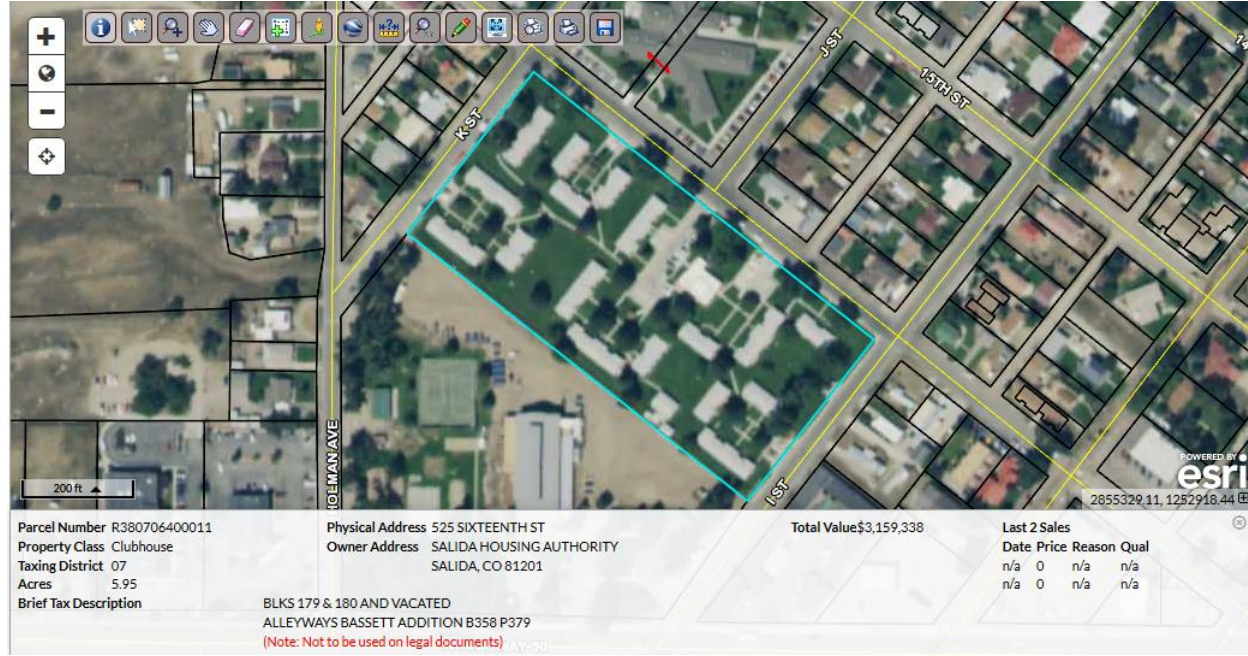 K ST
J ST
15TH ST
14
HOLMAN AVE
I ST
200 ft
POWERED BY
esri
2855329.11, 1252918.44
Parcel Number R380706400011
Property Class Clubhouse
Taxing District 07
Acres 5.95
Brief Tax Description BLKS 179 & 180 AND VACATED
ALLEYWAYS BASSETT ADDITION B358 P379
(Note: Not to be used on legal documents)
Physical Address 525 SIXTEENTH ST
Owner Address SALIDA HOUSING AUTHORITY
SALIDA, CO 81201
Total Value$3,159,338
Last 2 Sales
Date Price Reason Qual
n/a 0 n/a n/a
n/a 0 n/a n/a